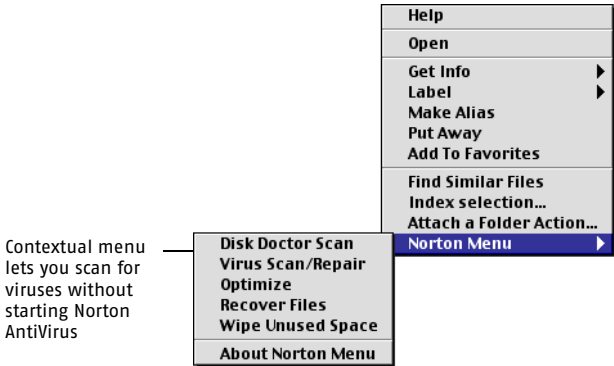 Help
Open
Get Info
Label
Make Alias
Put Away
Add To Favorites
Find Similar Files
Index selection...
Attach a Folder Action...
Norton Menu
Contextual menu
lets you scan for
viruses without
starting Norton
AntiVirus
Disk Doctor Scan
Virus Scan/Repair
Optimize
Recover Files
Wipe Unused Space
About Norton Menu